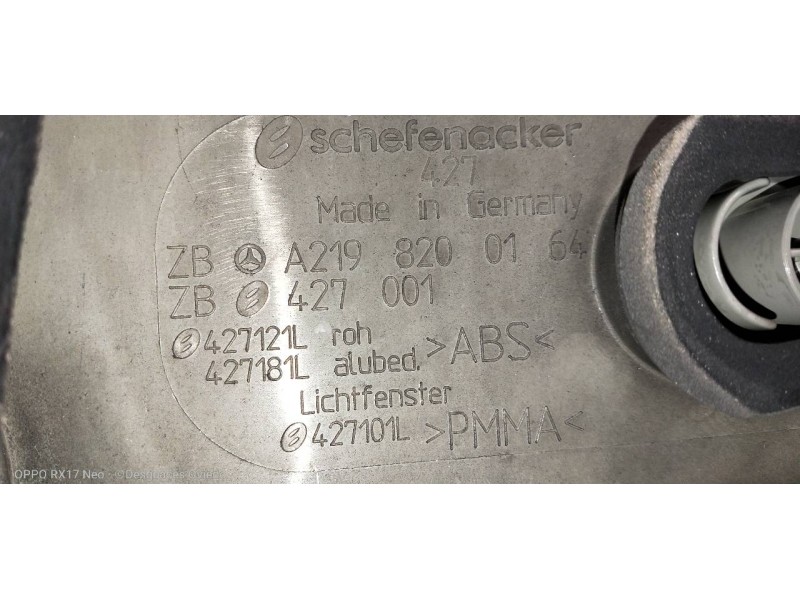 schefenacker
427
Made in Germany
ZB A219 820 01 64
ZB 427 001
427121L roh
427181L alubed. >ABS<
Lichtfenster
427101L >PMMA<
OPPO RX17 Neo